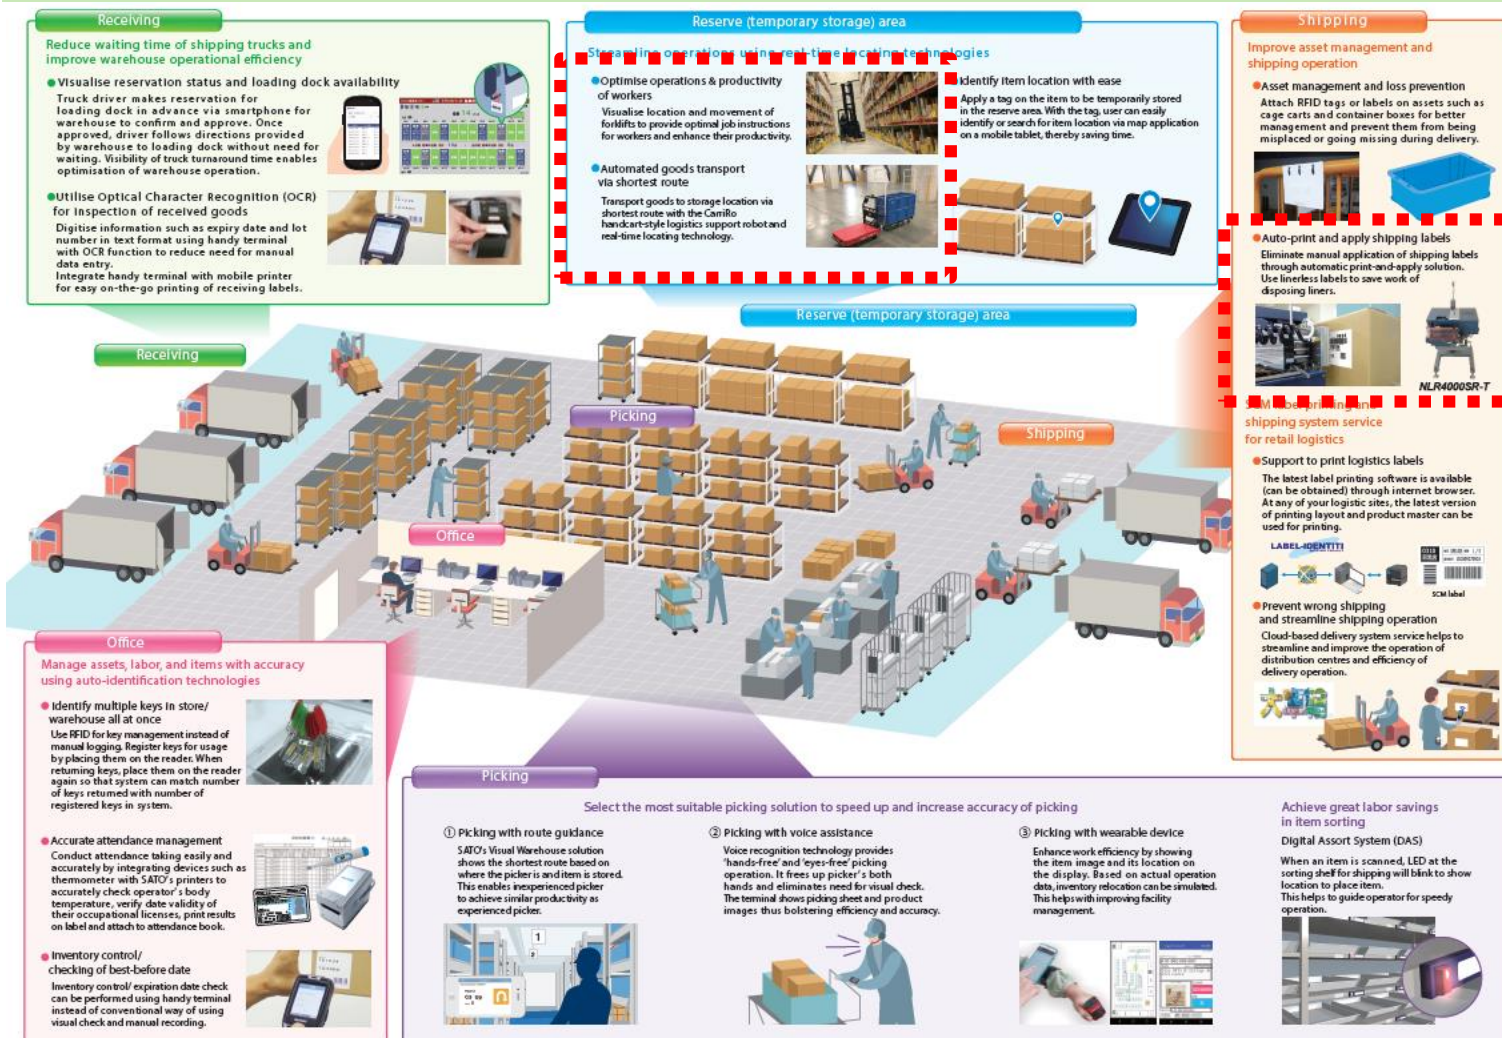 Receiving
Reduce waiting time of shipping trucks and
improve warehouse operational efficiency
Visualise reservation status and loading dock availability
Truck driver makes reservation for
loading dock in advance via smartphone for
warehouse to confirm and approve. Once
approved, driver follows directions provided
by warehouse to loading dock without need for
waiting. Visibility of truck turnaround time enables
optimisation of warehouse operation.
Utilise Optical Character Recognition (OCR)
for inspection of received goods
Digitise information such as expiry date and lot
number in text format using handy terminal
with OCR function to reduce need for manual
data entry.
Integrate handy terminal with mobile printer
for easy on-the-go printing of receiving labels.
Reserve (temporary storage) area
Streamline operations using real-time locating technologies
Optimise operations & productivity
of workers
Visualise location and movement of
forklifts to provide optimal job instructions
for workers and enhance their productivity.
Automated goods transport
via shortest route
Transport goods to storage location via
shortest route with the CarriRo
handcart-style logistics support robot and
real-time locating technology.
Identify item location with ease
Apply a tag on the item to be temporarily stored
in the reserve area. With the tag, user can easily
identify or search for item location via map application
on a mobile tablet, thereby saving time.
Shipping
Improve asset management and
shipping operation
Asset management and loss prevention
Attach RFID tags or labels on assets such as
cage carts and container boxes for better
management and prevent them from being
misplaced or going missing during delivery.
Auto-print and apply shipping labels
Eliminate manual application of shipping labels
through automatic print-and-apply solution.
Use linerless labels to save work of
disposing liners.
NLR4000SR-T
SCM label printing and
shipping system service
for retail logistics
Support to print logistics labels
The latest label printing software is available
(can be obtained) through internet browser.
At any of your logistic sites, the latest version
of printing layout and product master can be
used for printing.
LABEL-IDENTITI
SCM label
Prevent wrong shipping
and streamline shipping operation
Cloud-based delivery system service helps to
streamline and improve the operation of
distribution centres and efficiency of
delivery operation.
Receiving
Reserve (temporary storage) area
Picking
Shipping
Office
Office
Manage assets, labor, and items with accuracy
using auto-identification technologies
Identify multiple keys in store/
warehouse all at once
Use RFID for key management instead of
manual logging. Register keys for usage
by placing them on the reader. When
returning keys, place them on the reader
again so that system can match number
of keys returned with number of
registered keys in system.
Accurate attendance management
Conduct attendance taking easily and
accurately by integrating devices such as
thermometer with SATO's printers to
accurately check operator's body
temperature, verify date validity of
their occupational licenses, print results
on label and attach to attendance book.
Inventory control/
checking of best-before date
Inventory control/ expiration date check
can be performed using handy terminal
instead of conventional way of using
visual check and manual recording.
Picking
Select the most suitable picking solution to speed up and increase accuracy of picking
① Picking with route guidance
SATO's Visual Warehouse solution
shows the shortest route based on
where the picker is and item is stored.
This enables inexperienced picker
to achieve similar productivity as
experienced picker.
1
② Picking with voice assistance
Voice recognition technology provides
'hands-free' and 'eyes-free' picking
operation. It frees up picker's both
hands and eliminates need for visual check.
The terminal shows picking sheet and product
images thus bolstering efficiency and accuracy.
③ Picking with wearable device
Enhance work efficiency by showing
the item image and its location on
the display. Based on actual operation
data, inventory relocation can be simulated.
This helps with improving facility
management.
Achieve great labor savings
in item sorting
Digital Assort System (DAS)
When an item is scanned, LED at the
sorting shelf for shipping will blink to show
location to place item.
This helps to guide operator for speedy
operation.